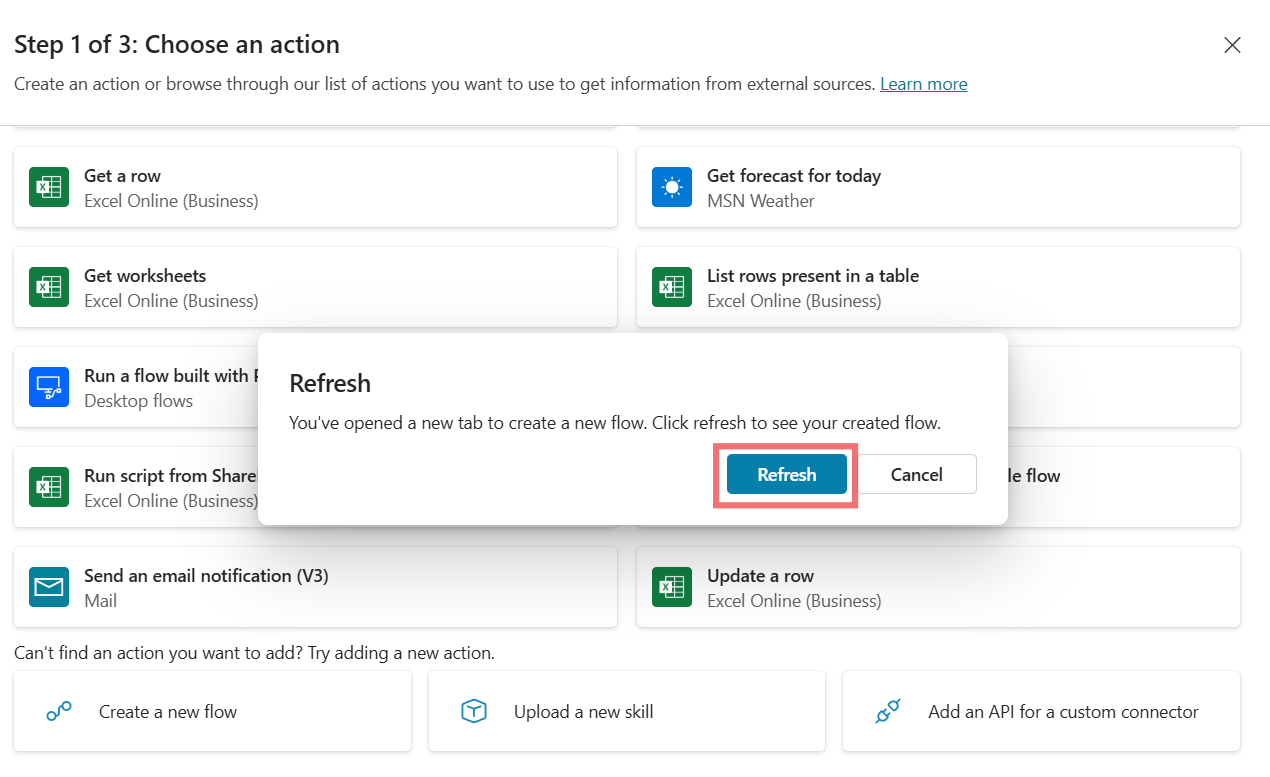 Step 1 of 3: Choose an action
Create an action or browse through our list of actions you want to use to get information from external sources. Learn more
Get a row
Excel Online (Business)
Get forecast for today
MSN Weather
Get worksheets
Excel Online (Business)
List rows present in a table
Excel Online (Business)
Run a flow built with
Desktop flows
Refresh
You've opened a new tab to create a new flow. Click refresh to see your created flow.
Refresh
Cancel
Run script from Share
Excel Online (Business)
le flow
Send an email notification (V3)
Mail
Update a row
Excel Online (Business)
Can't find an action you want to add? Try adding a new action.
Create a new flow
Upload a new skill
Add an API for a custom connector